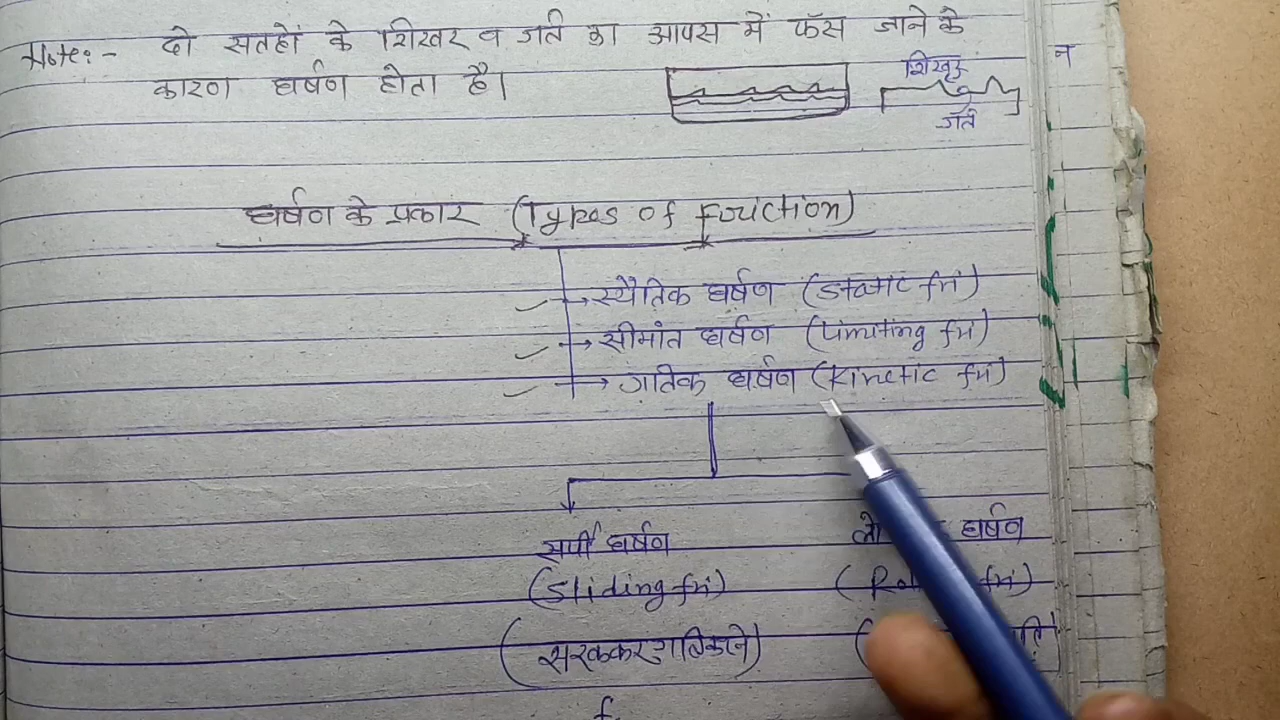 Note:- दो सतहों के शिखर व गर्त का आपस में फॅस जाने के
कारण घर्षण होता है।
शिखर
गर्त
न
घर्षण के प्रकार (Types of friction)
→ स्थैतिक घर्षण (Static fri)
→ सीमांत घर्षण (Limiting fri)
→ गतिक घर्षण (Kinetic fri)
सर्पी घर्षण घर्षण
(Sliding fri) fri)
(सरककर गति करने)
f